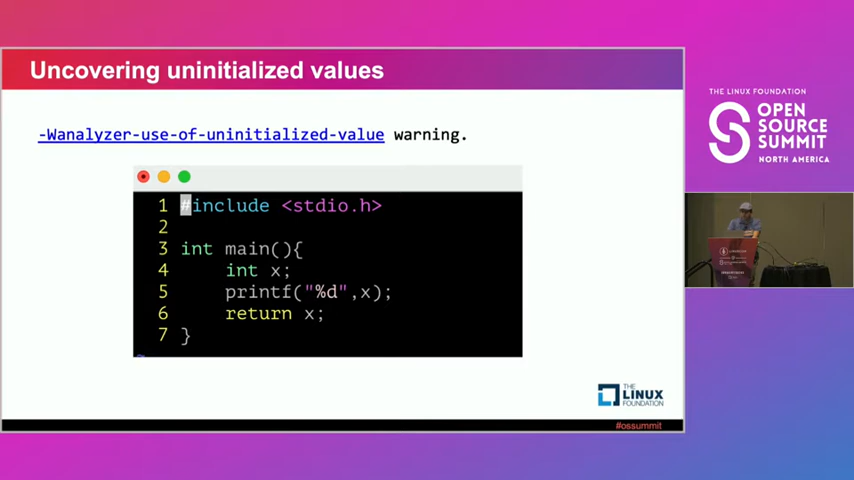 Uncovering uninitialized values
-Wanalyzer-use-of-uninitialized-value warning.
1 #include <stdio.h>
2
3 int main(){
4 int x;
5 printf("%d",x);
6 return x;
7 }
~
THE LINUX FOUNDATION
#ossummit
THE LINUX FOUNDATION
OPEN SOURCE SUMMIT
NORTH AMERICA